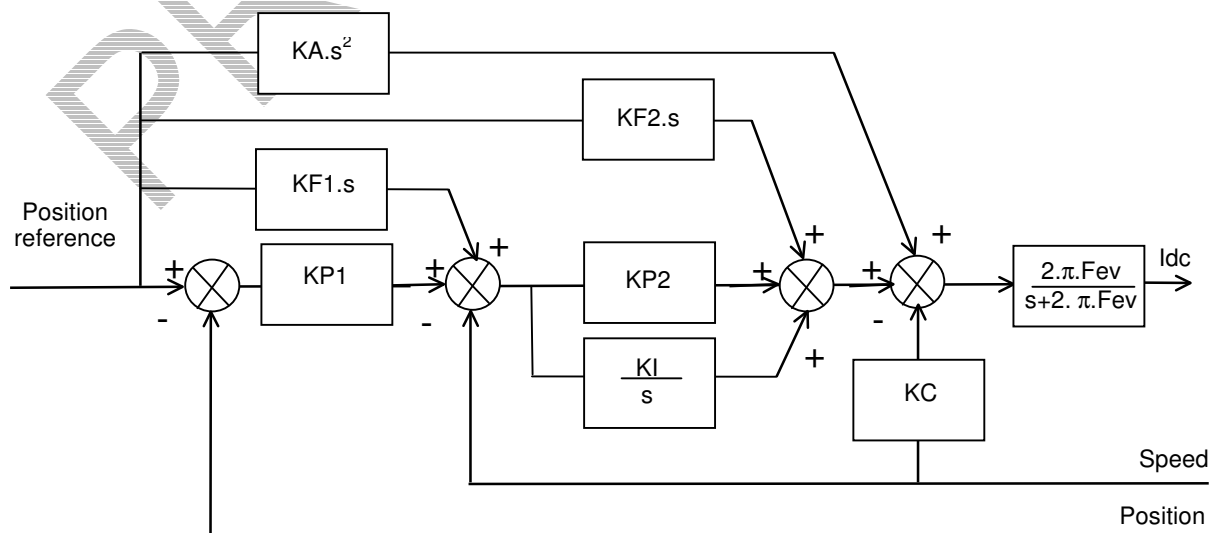 KA.s²
KF2.s
KF1.s
Position
reference
+
+
+
+
+
+
+
KP1
KP2
Idc
2.π.Fev
s+2. π.Fev
-
-
-
+
KI
s
KC
Speed
Position